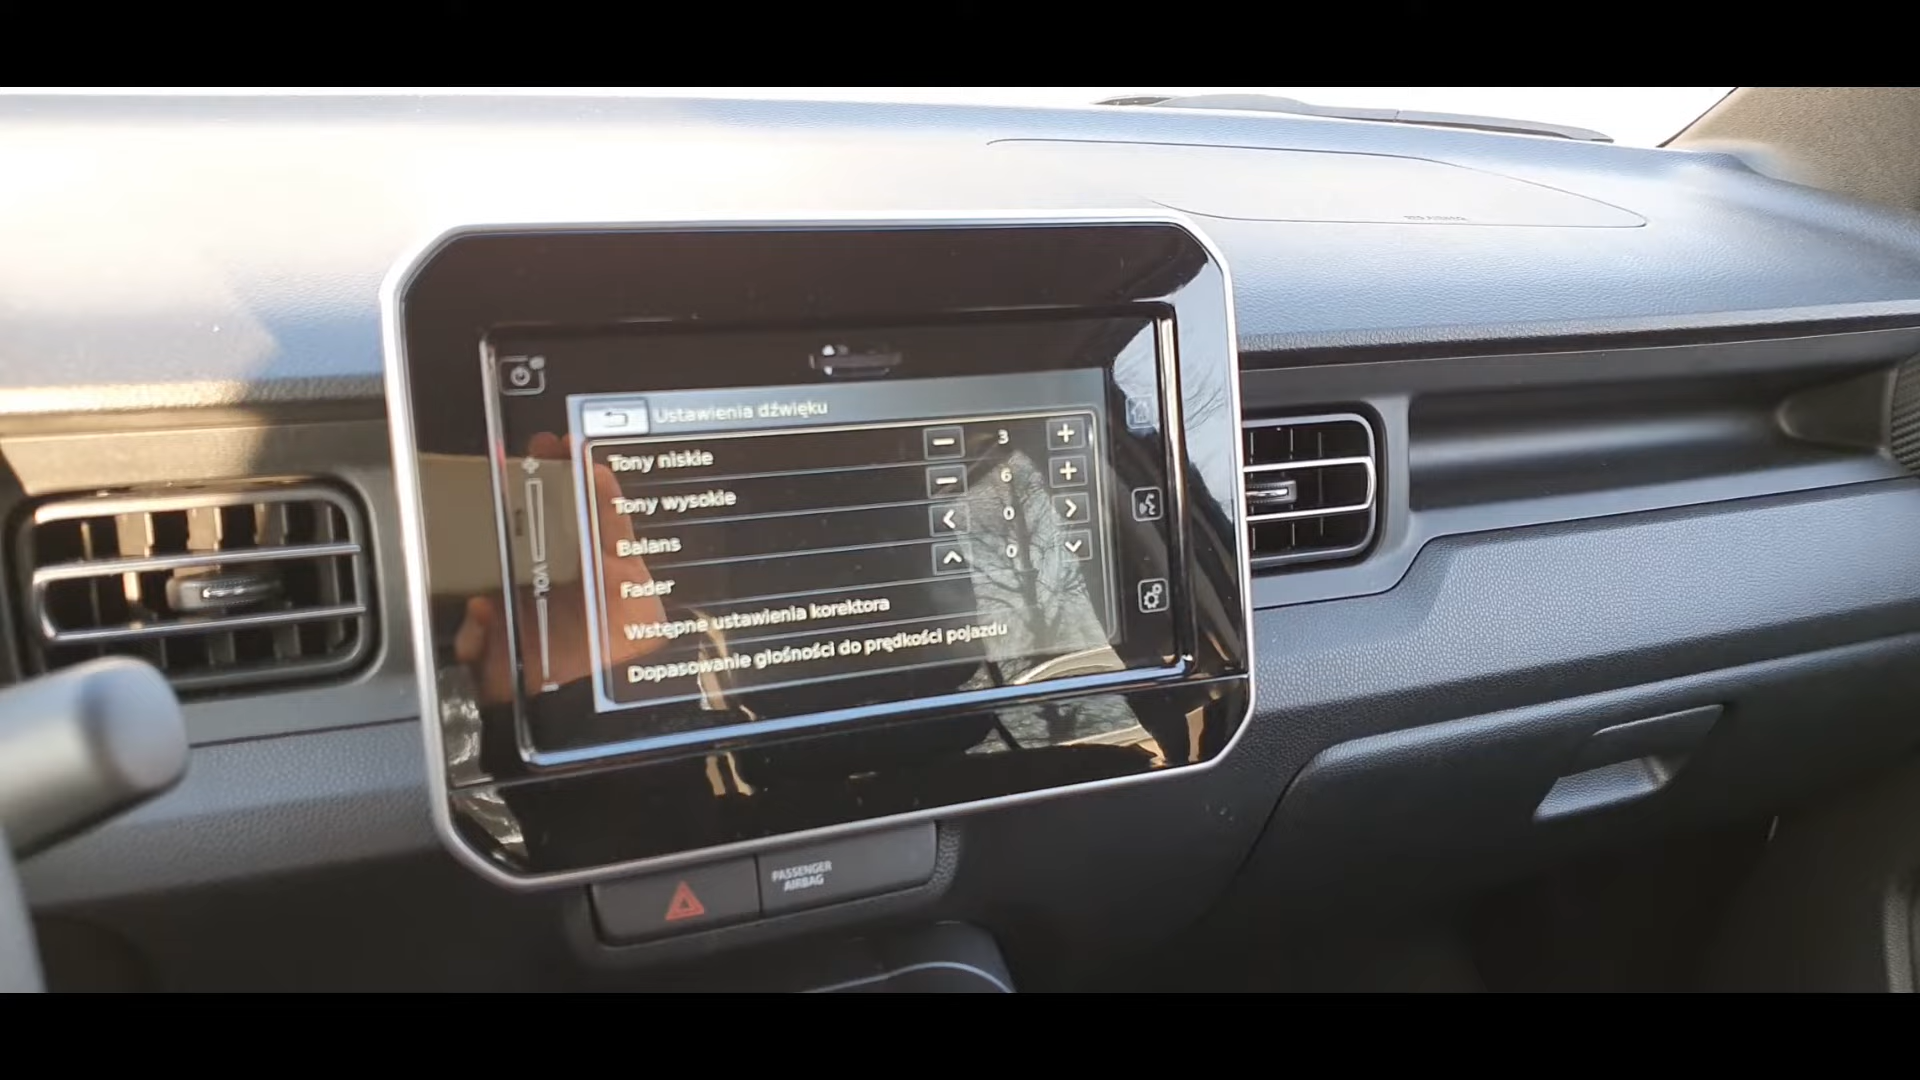 Ustawienia dźwięku
Tony niskie 3
Tony wysokie 6
Balans 0
Fader 0
Wstępne ustawienia korektora
Dopasowanie głośności do prędkości pojazdu
VOL
PASSENGER
AIRBAG